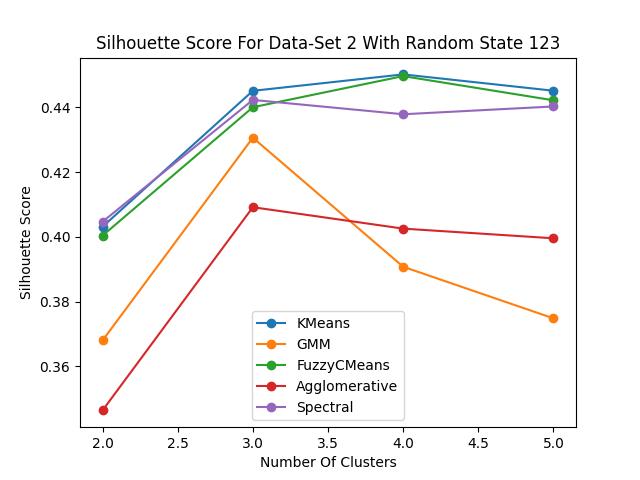 Silhouette Score For Data-Set 2 With Random State 123
Silhouette Score
0.44
0.42
0.40
0.38
0.36
KMeans
GMM
FuzzyCMeans
Agglomerative
Spectral
2.0 2.5 3.0 3.5 4.0 4.5 5.0
Number Of Clusters